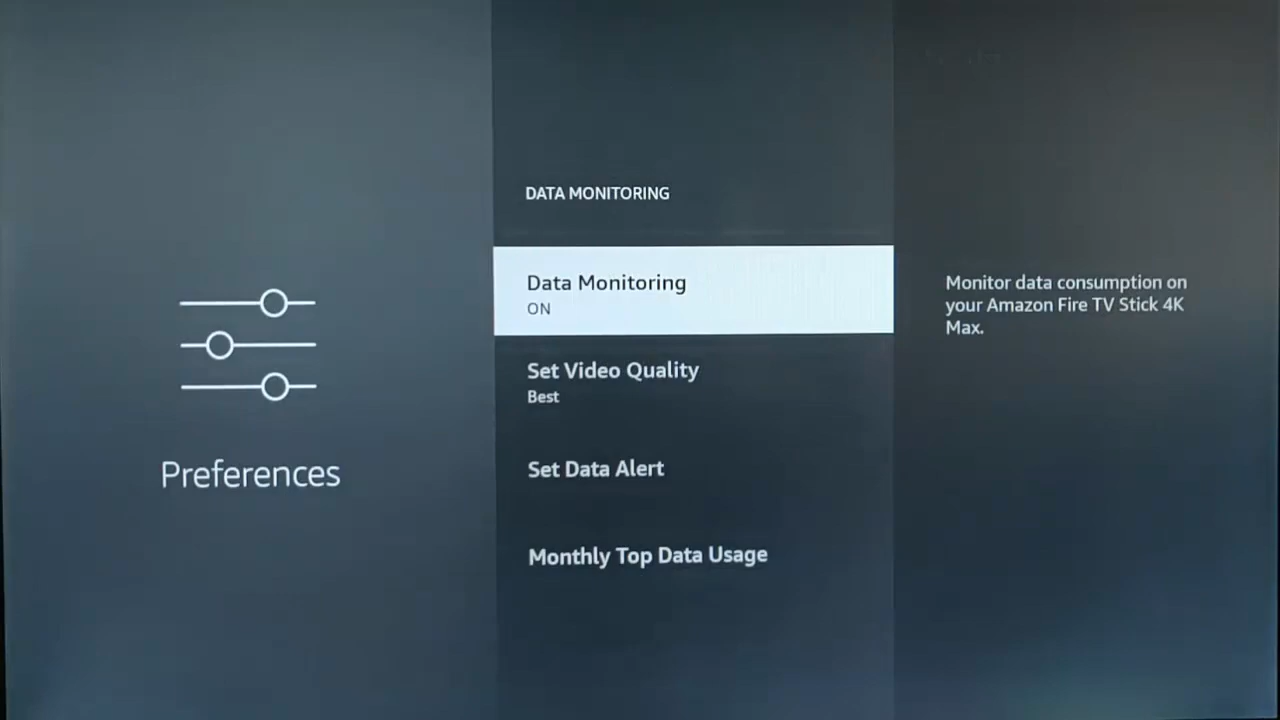 DATA MONITORING
Data Monitoring
ON
Set Video Quality
Best
Set Data Alert
Monthly Top Data Usage
Preferences
Monitor data consumption on
your Amazon Fire TV Stick 4K
Max.